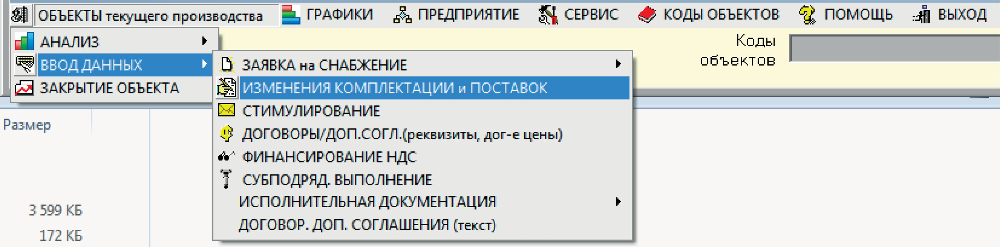 ОБЪЕКТЫ текущего производства ГРАФИКИ ПРЕДПРИЯТИЕ СЕРВИС КОДЫ ОБЪЕКТОВ ПОМОЩЬ ВЫХОД
АНАЛИЗ
ВВОД ДАННЫХ
ЗАКРЫТИЕ ОБЪЕКТА
Коды
объектов
ЗАЯВКА на СНАБЖЕНИЕ
ИЗМЕНЕНИЯ КОМПЛЕКТАЦИИ и ПОСТАВОК
СТИМУЛИРОВАНИЕ
ДОГОВОРЫ/ДОП.СОГЛ.(реквизиты, дог-е цены)
ФИНАНСИРОВАНИЕ НДС
СУБПОДРЯД. ВЫПОЛНЕНИЕ
ИСПОЛНИТЕЛЬНАЯ ДОКУМЕНТАЦИЯ
ДОГОВОР. ДОП. СОГЛАШЕНИЯ (текст)
Размер
3 599 КБ
172 КБ